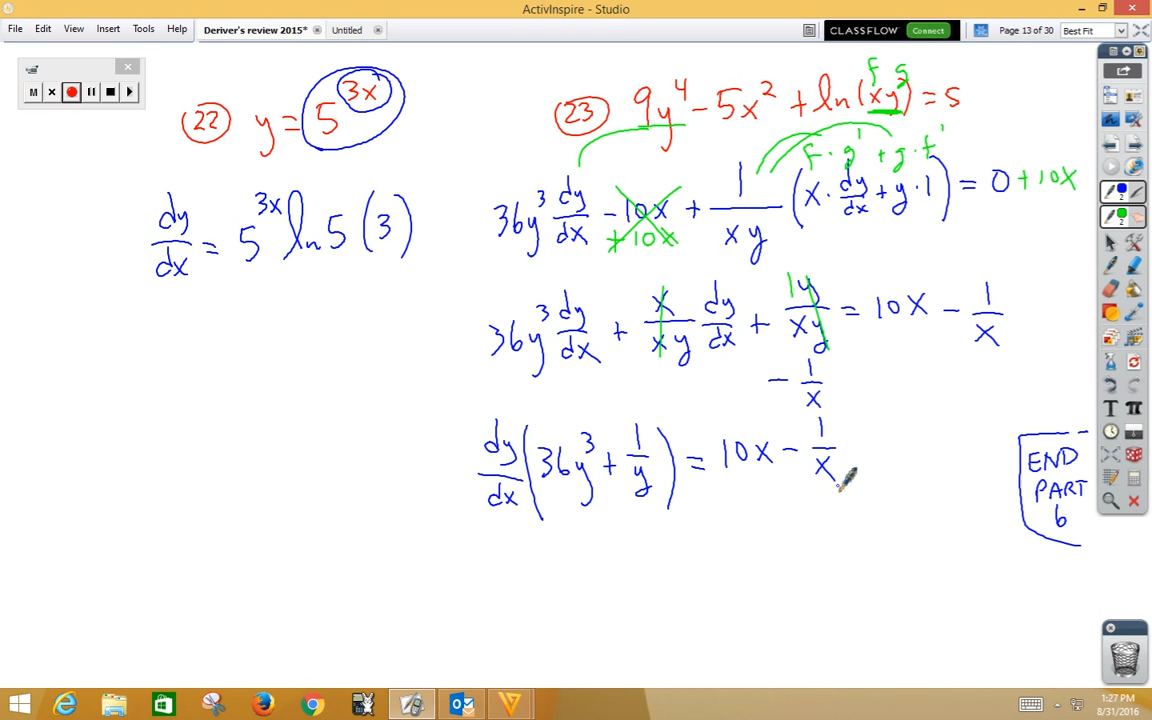 ActivInspire - Studio
File Edit View Insert Tools Help
Deriver's review 2015*
Untitled
CLASSFLOW Connect
Page 13 of 30
Best Fit
M
22 y = 5^(3x)
dy/dx = 5^(3x) ln 5 (3)
f g
23 9y^4 - 5x^2 + ln(xy) = 5
f · g' + g · f'
36y^3 dy/dx - 10x + 1/(xy) (x · dy/dx + y · 1) = 0 + 10x
+ 10x
36y^3 dy/dx + x/(xy) dy/dx + 1y/(xy) = 10x - 1/x
- 1/x
dy/dx (36y^3 + 1/y) = 10x - 1/x
END
PART
6
1:27 PM
8/31/2016